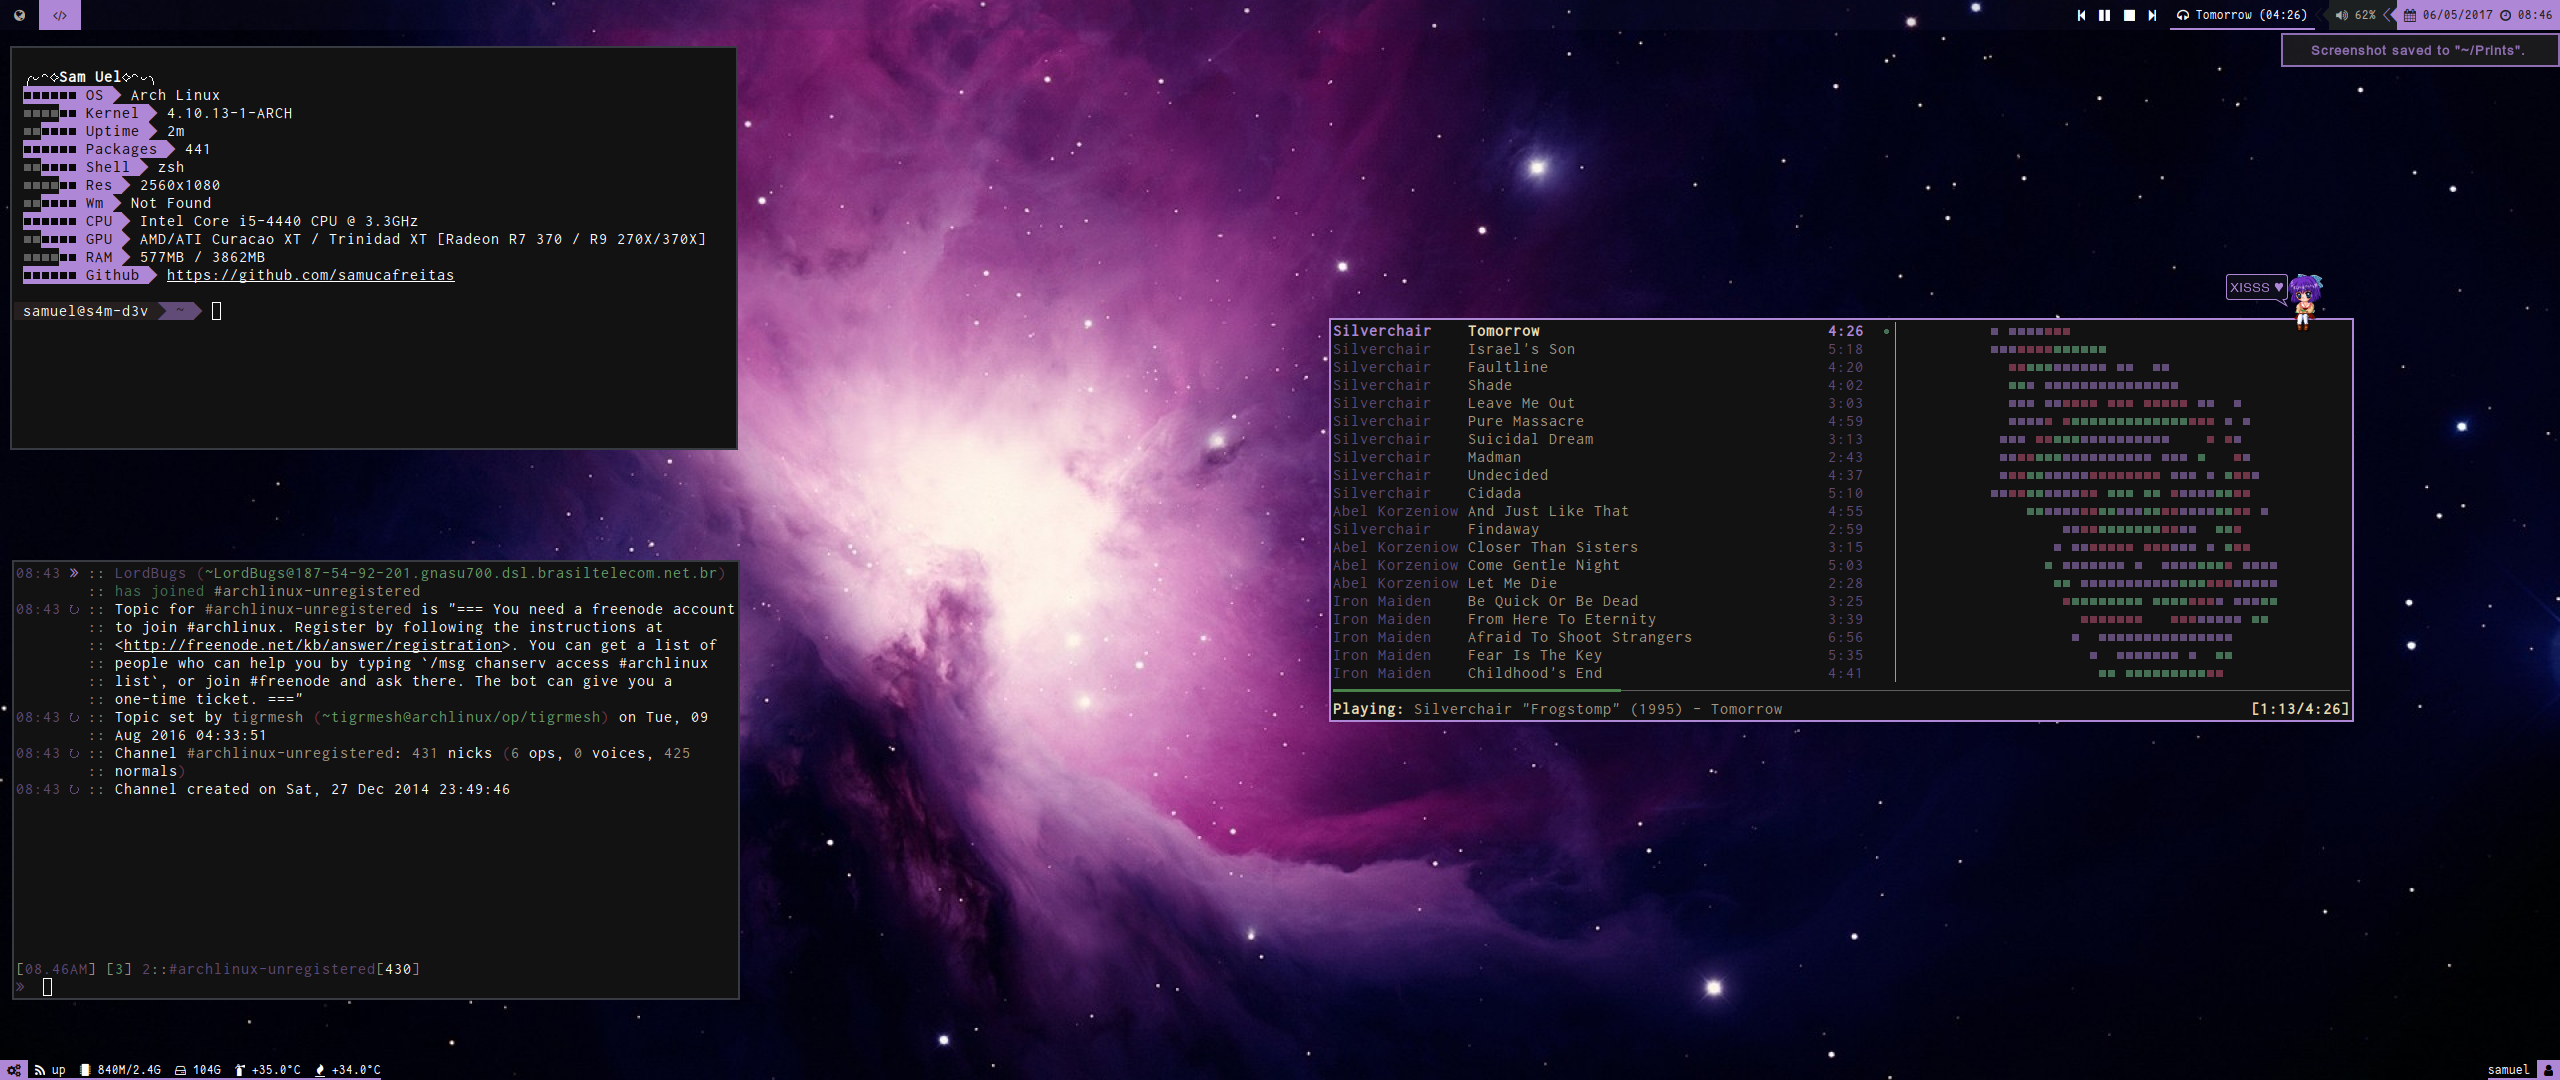 </> Tomorrow (04:26) 62% 06/05/2017 08:46
Screenshot saved to "~/Prints".
Sam Uel
OS Arch Linux
Kernel 4.10.13-1-ARCH
Uptime 2m
Packages 441
Shell zsh
Res 2560x1080
Wm Not Found
CPU Intel Core i5-4440 CPU @ 3.3GHz
GPU AMD/ATI Curacao XT / Trinidad XT [Radeon R7 370 / R9 270X/370X]
RAM 577MB / 3862MB
Github https://github.com/samucafreitas
samuel@s4m-d3v ~
08:43 » :: LordBugs (~LordBugs@187-54-92-201.gnasu700.dsl.brasiltelecom.net.br)
:: has joined #archlinux-unregistered
08:43 :: Topic for #archlinux-unregistered is "=== You need a freenode account
:: to join #archlinux. Register by following the instructions at
:: <http://freenode.net/kb/answer/registration>. You can get a list of
:: people who can help you by typing `/msg chanserv access #archlinux
:: list`, or join #freenode and ask there. The bot can give you a
:: one-time ticket. ==="
08:43 :: Topic set by tigrmesh (~tigrmesh@archlinux/op/tigrmesh) on Tue, 09
:: Aug 2016 04:33:51
08:43 :: Channel #archlinux-unregistered: 431 nicks (6 ops, 0 voices, 425
:: normals)
08:43 :: Channel created on Sat, 27 Dec 2014 23:49:46
[08.46AM] [3] 2::#archlinux-unregistered[430]
»
XISSS ♥
Silverchair Tomorrow 4:26
Silverchair Israel's Son 5:18
Silverchair Faultline 4:20
Silverchair Shade 4:02
Silverchair Leave Me Out 3:03
Silverchair Pure Massacre 4:59
Silverchair Suicidal Dream 3:13
Silverchair Madman 2:43
Silverchair Undecided 4:37
Silverchair Cidada 5:10
Abel Korzeniow And Just Like That 4:55
Silverchair Findaway 2:59
Abel Korzeniow Closer Than Sisters 3:15
Abel Korzeniow Come Gentle Night 5:03
Abel Korzeniow Let Me Die 2:28
Iron Maiden Be Quick Or Be Dead 3:25
Iron Maiden From Here To Eternity 3:39
Iron Maiden Afraid To Shoot Strangers 6:56
Iron Maiden Fear Is The Key 5:35
Iron Maiden Childhood's End 4:41
Playing: Silverchair "Frogstomp" (1995) - Tomorrow [1:13/4:26]
up 840M/2.4G 104G +35.0°C +34.0°C samuel